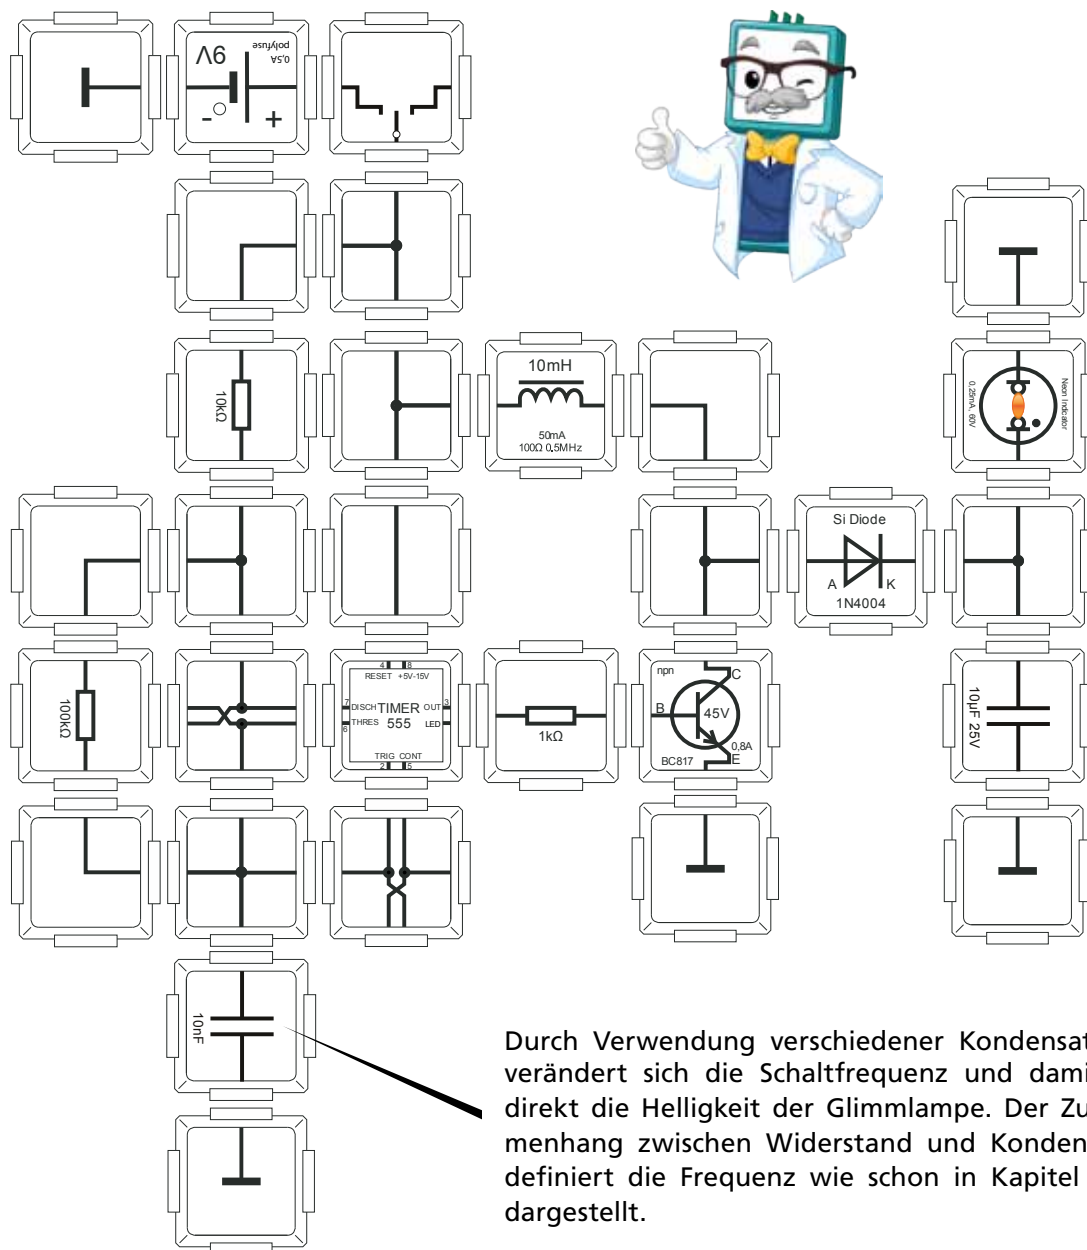 9V
0,5A
polyfuse
- +
10kΩ
10mH
50mA
100Ω 0.5MHz
Neon Indicator
0,25mA, 60V
Si Diode
A K
1N4004
100kΩ
4 8
RESET +5V-15V
7 DISCH TIMER OUT 3
6 THRES 555 LED
TRIG CONT
2 5
1kΩ
npn
C
B
45V
0,8A
BC817 E
10µF 25V
10nF
Durch Verwendung verschiedener Kondensat
verändert sich die Schaltfrequenz und dami
direkt die Helligkeit der Glimmlampe. Der Zu
menhang zwischen Widerstand und Konden
definiert die Frequenz wie schon in Kapitel
dargestellt.